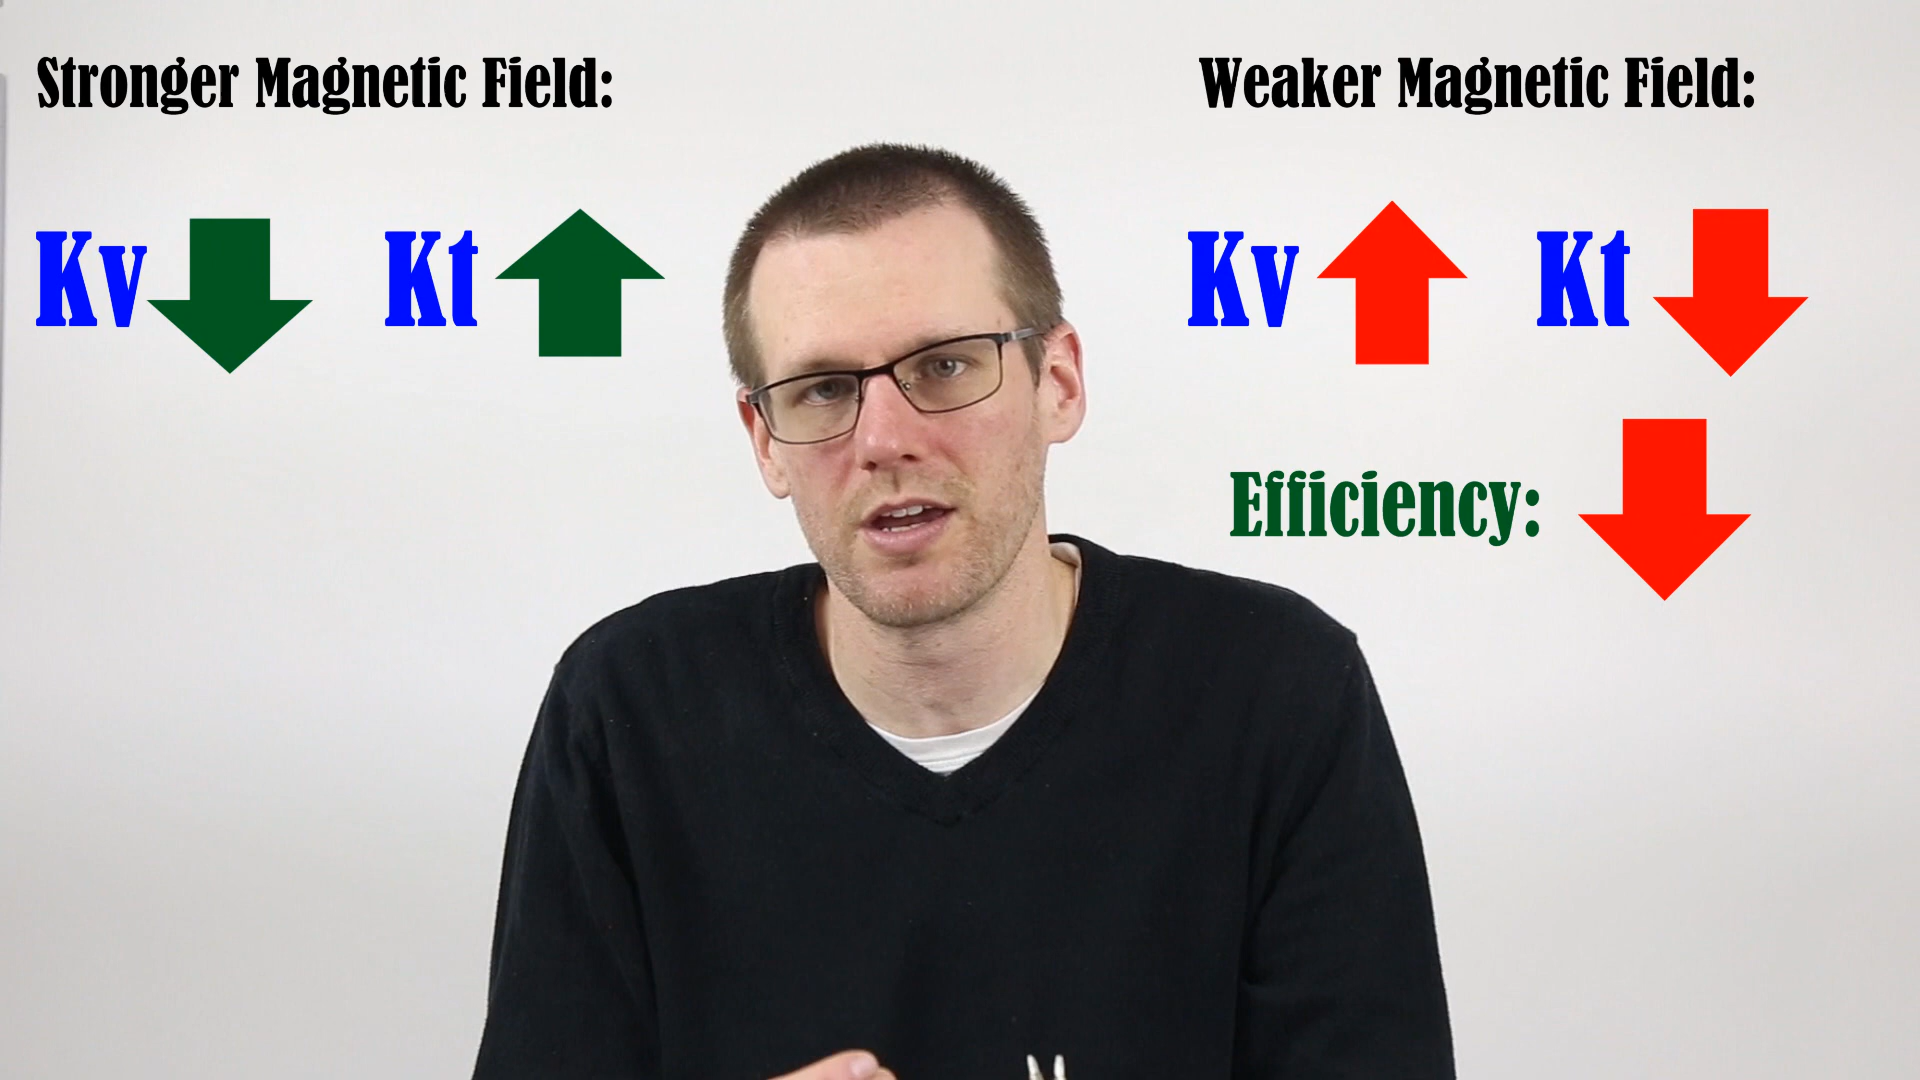 Stronger Magnetic Field:
Kv Kt
Weaker Magnetic Field:
Kv Kt
Efficiency: